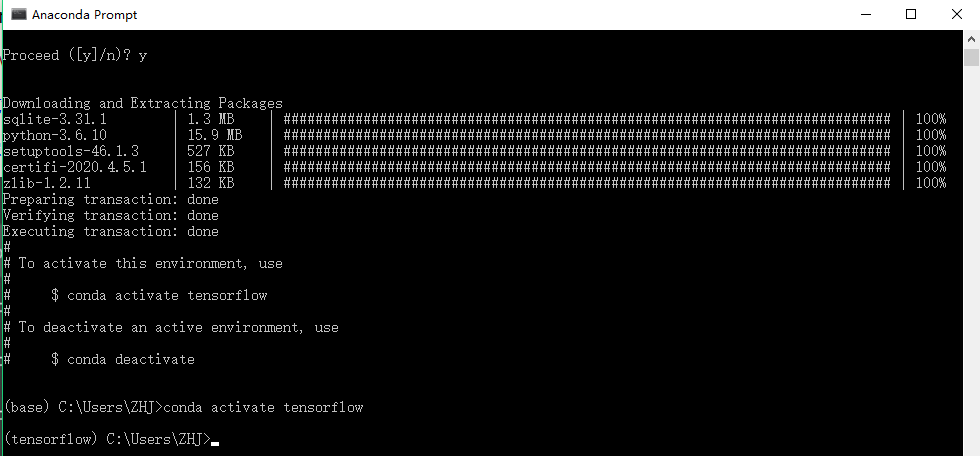 Anaconda Prompt
Proceed ([y]/n)? y
Downloading and Extracting Packages
sqlite-3.31.1 | 1.3 MB | ############################################################################ | 100%
python-3.6.10 | 15.9 MB | ############################################################################ | 100%
setuptools-46.1.3 | 527 KB | ############################################################################ | 100%
certifi-2020.4.5.1 | 156 KB | ############################################################################ | 100%
zlib-1.2.11 | 132 KB | ############################################################################ | 100%
Preparing transaction: done
Verifying transaction: done
Executing transaction: done
#
# To activate this environment, use
#
# $ conda activate tensorflow
#
# To deactivate an active environment, use
#
# $ conda deactivate
(base) C:\Users\ZHJ>conda activate tensorflow
(tensorflow) C:\Users\ZHJ>